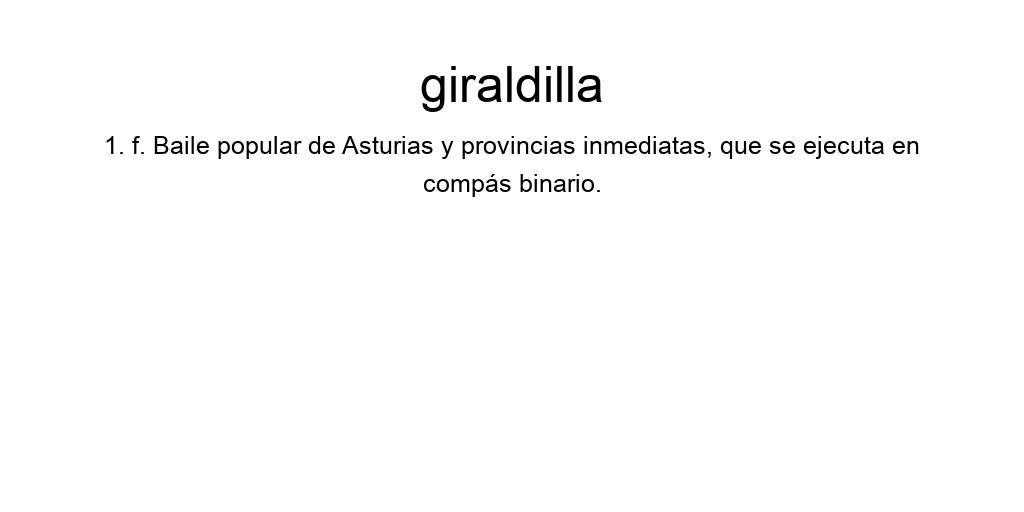 giraldilla
1. f. Baile popular de Asturias y provincias inmediatas, que se ejecuta en
compás binario.